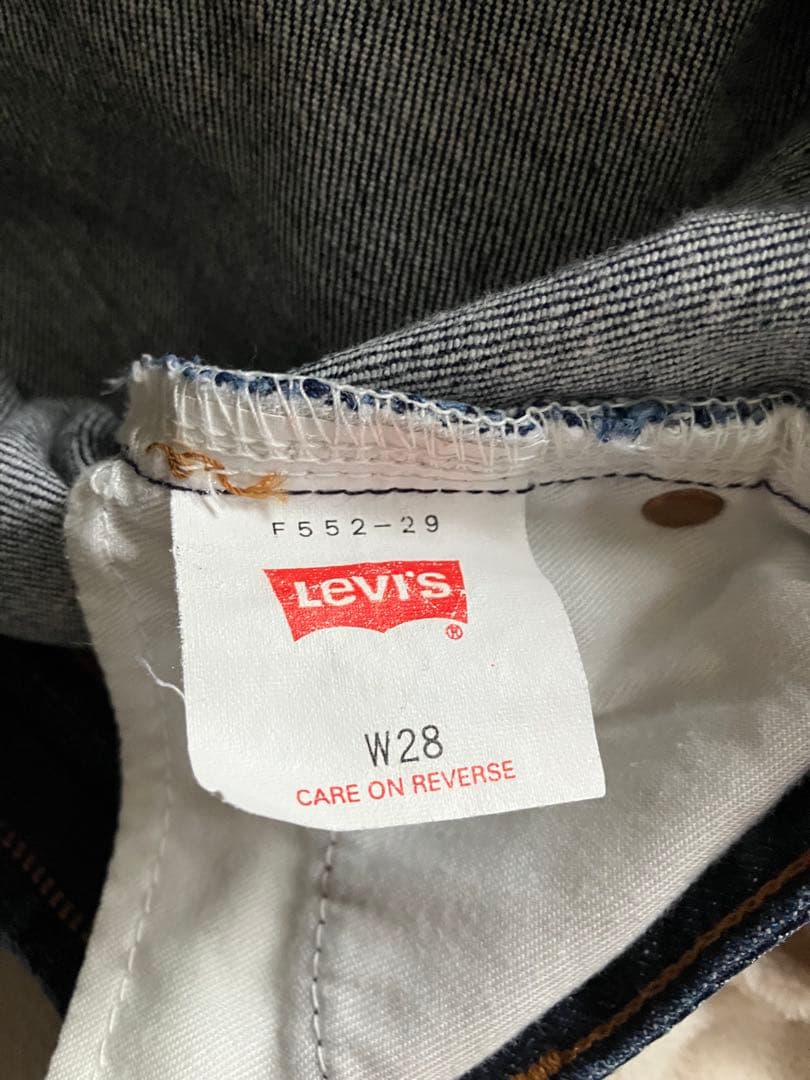 F552-29
Levi's
®
W28
CARE ON REVERSE